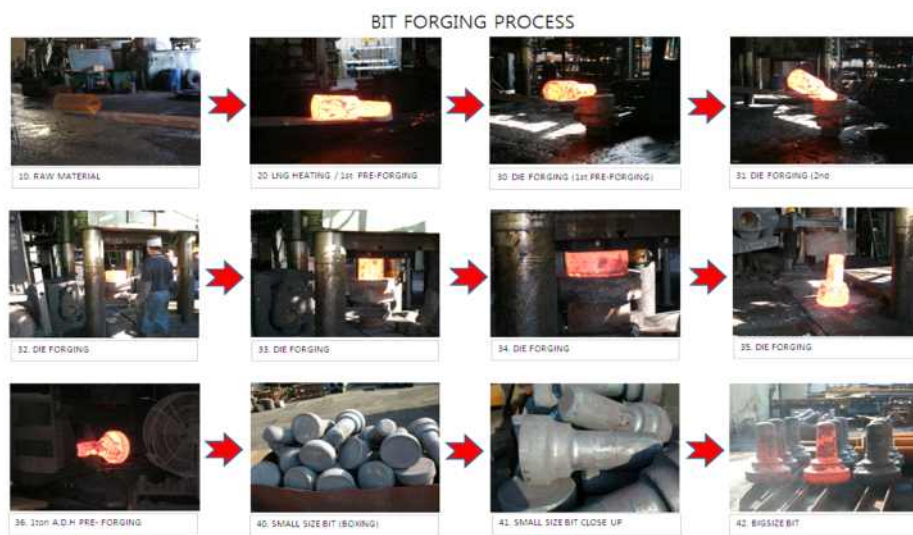 BIT FORGING PROCESS
10. RAW MATERIAL
20 LNG HEATING / 1st PRE-FORGING
30 DIE FORGING (1st PRE-FORGING)
31 DIE FORGING (2no
32. DIE FORGING
33. DIE FORGING
34. DIE FORGING
35. DIE FORGING
36. 1ton A.D.H PRE- FORGING
40. SMALL SIZE BIT (BOXING)
41. SMALL SIZE BIT CLOSE UP
42. BIGSIZE BIT